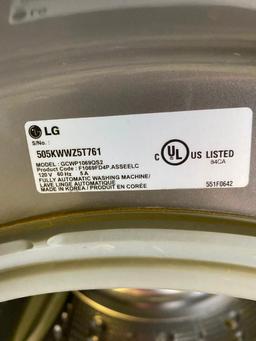 LG
S/No. :
505KWWZ5T761
MODEL : GCWP1069QS2
Product Code : F1069FD4P.ASSEELC
120 V 60 Hz 5 A
FULLY AUTOMATIC WASHING MACHINE/
LAVE LINGE AUTOMATIQUE
MADE IN KOREA / PRODUIT EN CORÉE
C UL US LISTED
84CA
551F0642